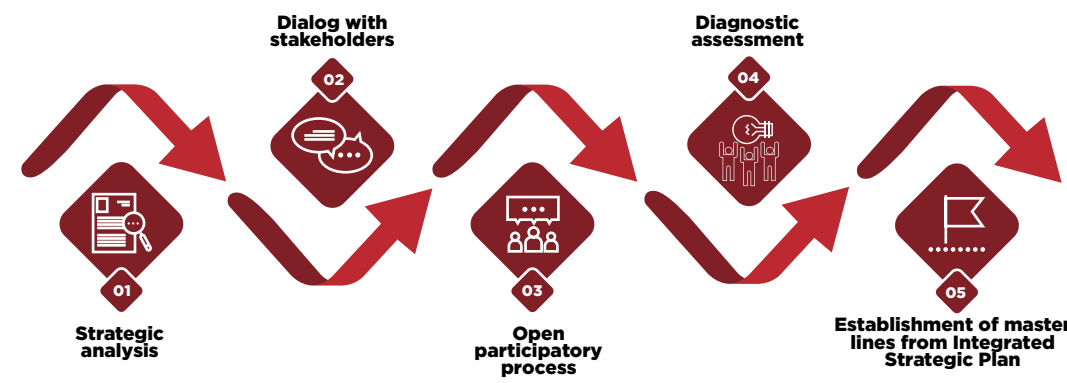 01
Strategic
analysis
Dialog with
stakeholders
02
03
Open
participatory
process
Diagnostic
assessment
04
05
Establishment of master
lines from Integrated
Strategic Plan